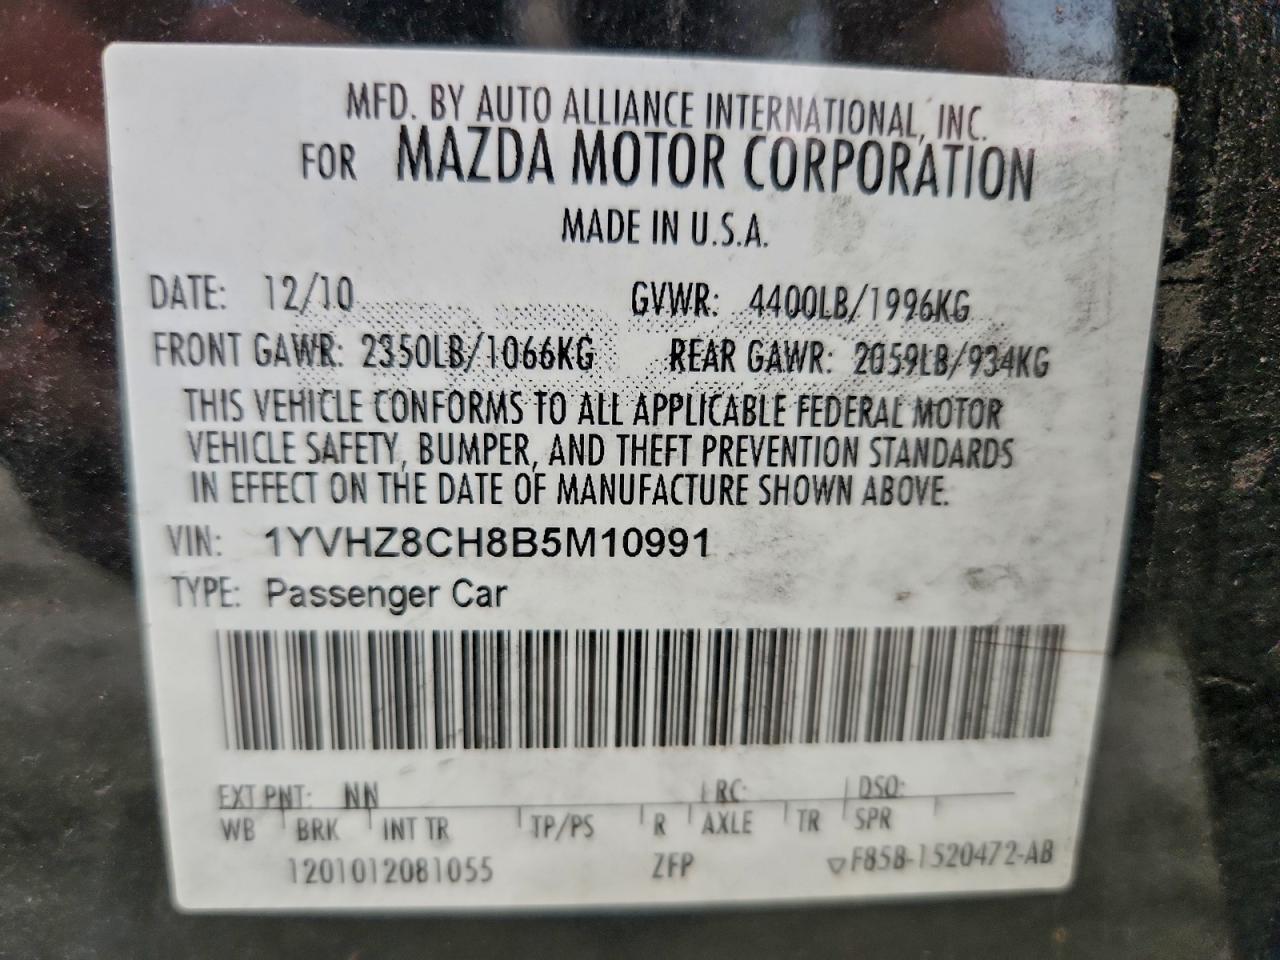 MFD. BY AUTO ALLIANCE INTERNATIONAL, INC.
FOR MAZDA MOTOR CORPORATION
MADE IN U.S.A.
DATE: 12/10 GVWR: 4400LB/1996KG
FRONT GAWR: 2350LB/1066KG REAR GAWR: 2059LB/934KG
THIS VEHICLE CONFORMS TO ALL APPLICABLE FEDERAL MOTOR
VEHICLE SAFETY, BUMPER, AND THEFT PREVENTION STANDARDS
IN EFFECT ON THE DATE OF MANUFACTURE SHOWN ABOVE.
VIN: 1YVHZ8CH8B5M10991
TYPE: Passenger Car
EXT PNT: NN RC: DSO:
WB BRK INT TR TP/PS R AXLE TR SPR
1201012081055 ZFP F85B-1520472-AB